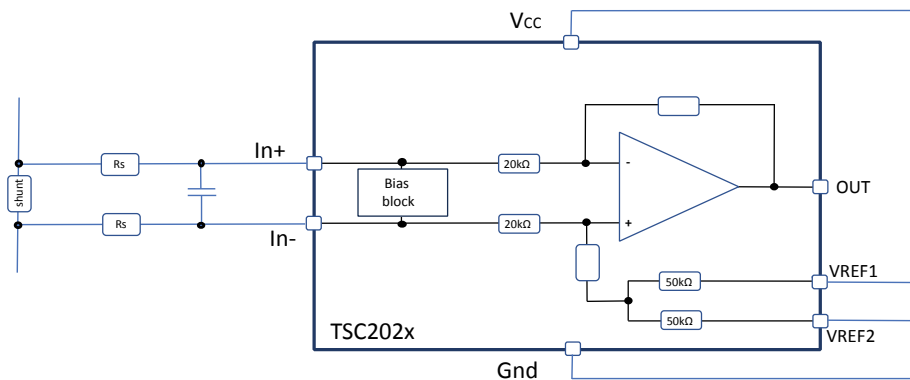 Vcc
In+
Rs
shunt
Rs
In-
20kΩ
-
Bias
block
20kΩ
+
OUT
50kΩ
VREF1
50kΩ
VREF2
TSC202x
Gnd